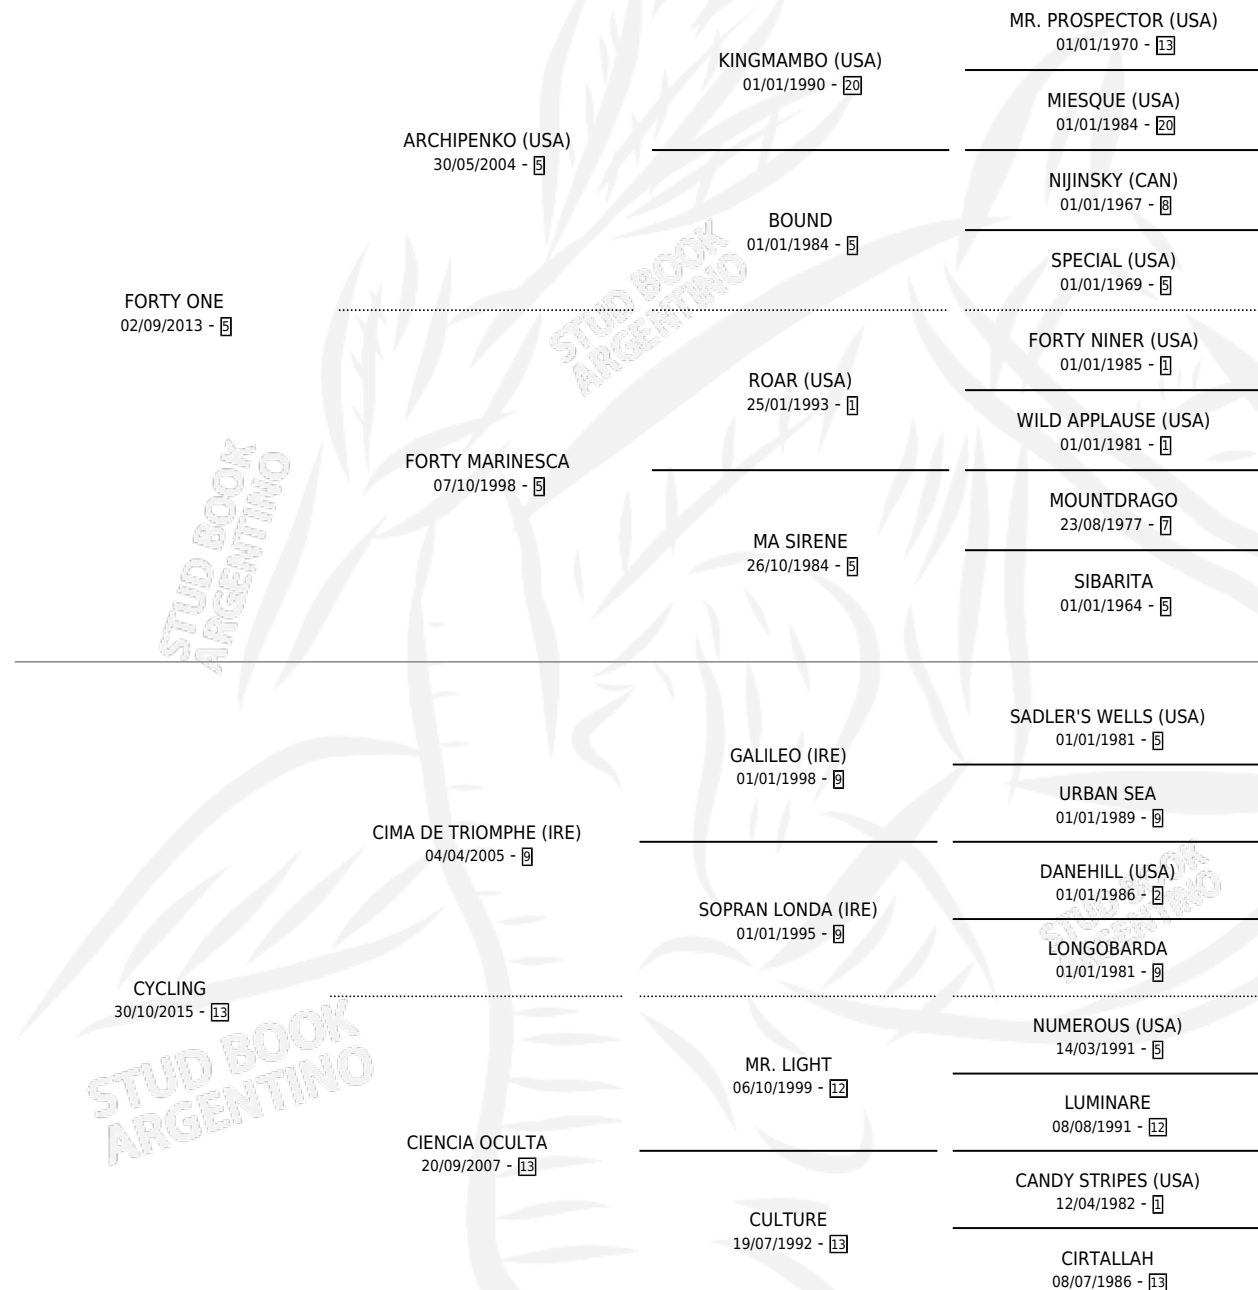 MR. PROSPECTOR (USA)
01/01/1970 - 13
KINGMAMBO (USA)
01/01/1990 - 20
MIESQUE (USA)
01/01/1984 - 20
ARCHIPENKO (USA)
30/05/2004 - 5
NIJINSKY (CAN)
01/01/1967 - 8
BOUND
01/01/1984 - 5
SPECIAL (USA)
01/01/1969 - 5
FORTY ONE
02/09/2013 - 5
FORTY NINER (USA)
01/01/1985 - 1
ROAR (USA)
25/01/1993 - 1
WILD APPLAUSE (USA)
01/01/1981 - 1
FORTY MARINESCA
07/10/1998 - 5
MOUNTDRAGO
23/08/1977 - 7
MA SIRENE
26/10/1984 - 5
SIBARITA
01/01/1964 - 5
STUD BOOK
ARGENTINO
STUD BOOK
ARGENTINO
SADLER'S WELLS (USA)
01/01/1981 - 5
GALILEO (IRE)
01/01/1998 - 9
URBAN SEA
01/01/1989 - 9
CIMA DE TRIOMPHE (IRE)
04/04/2005 - 9
DANEHILL (USA)
01/01/1986 - 2
SOPRAN LONDA (IRE)
01/01/1995 - 9
LONGOBARDA
01/01/1981 - 9
STUD BOOK
ARGENTINO
CYCLING
30/10/2015 - 13
NUMEROUS (USA)
14/03/1991 - 5
MR. LIGHT
06/10/1999 - 12
LUMINARE
08/08/1991 - 12
STUD BOOK
ARGENTINO
CIENCIA OCULTA
20/09/2007 - 13
CANDY STRIPES (USA)
12/04/1982 - 1
CULTURE
19/07/1992 - 13
CIRTALLAH
08/07/1986 - 13